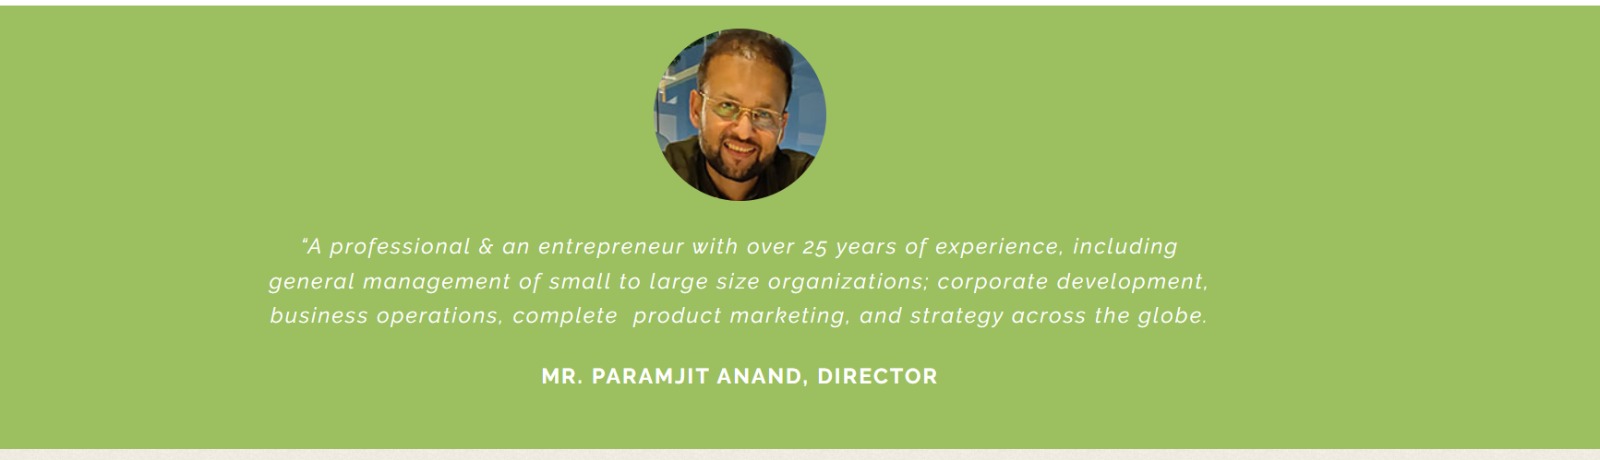 “A professional & an entrepreneur with over 25 years of experience, including
general management of small to large size organizations; corporate development,
business operations, complete  product marketing, and strategy across the globe.
MR. PARAMJIT ANAND, DIRECTOR